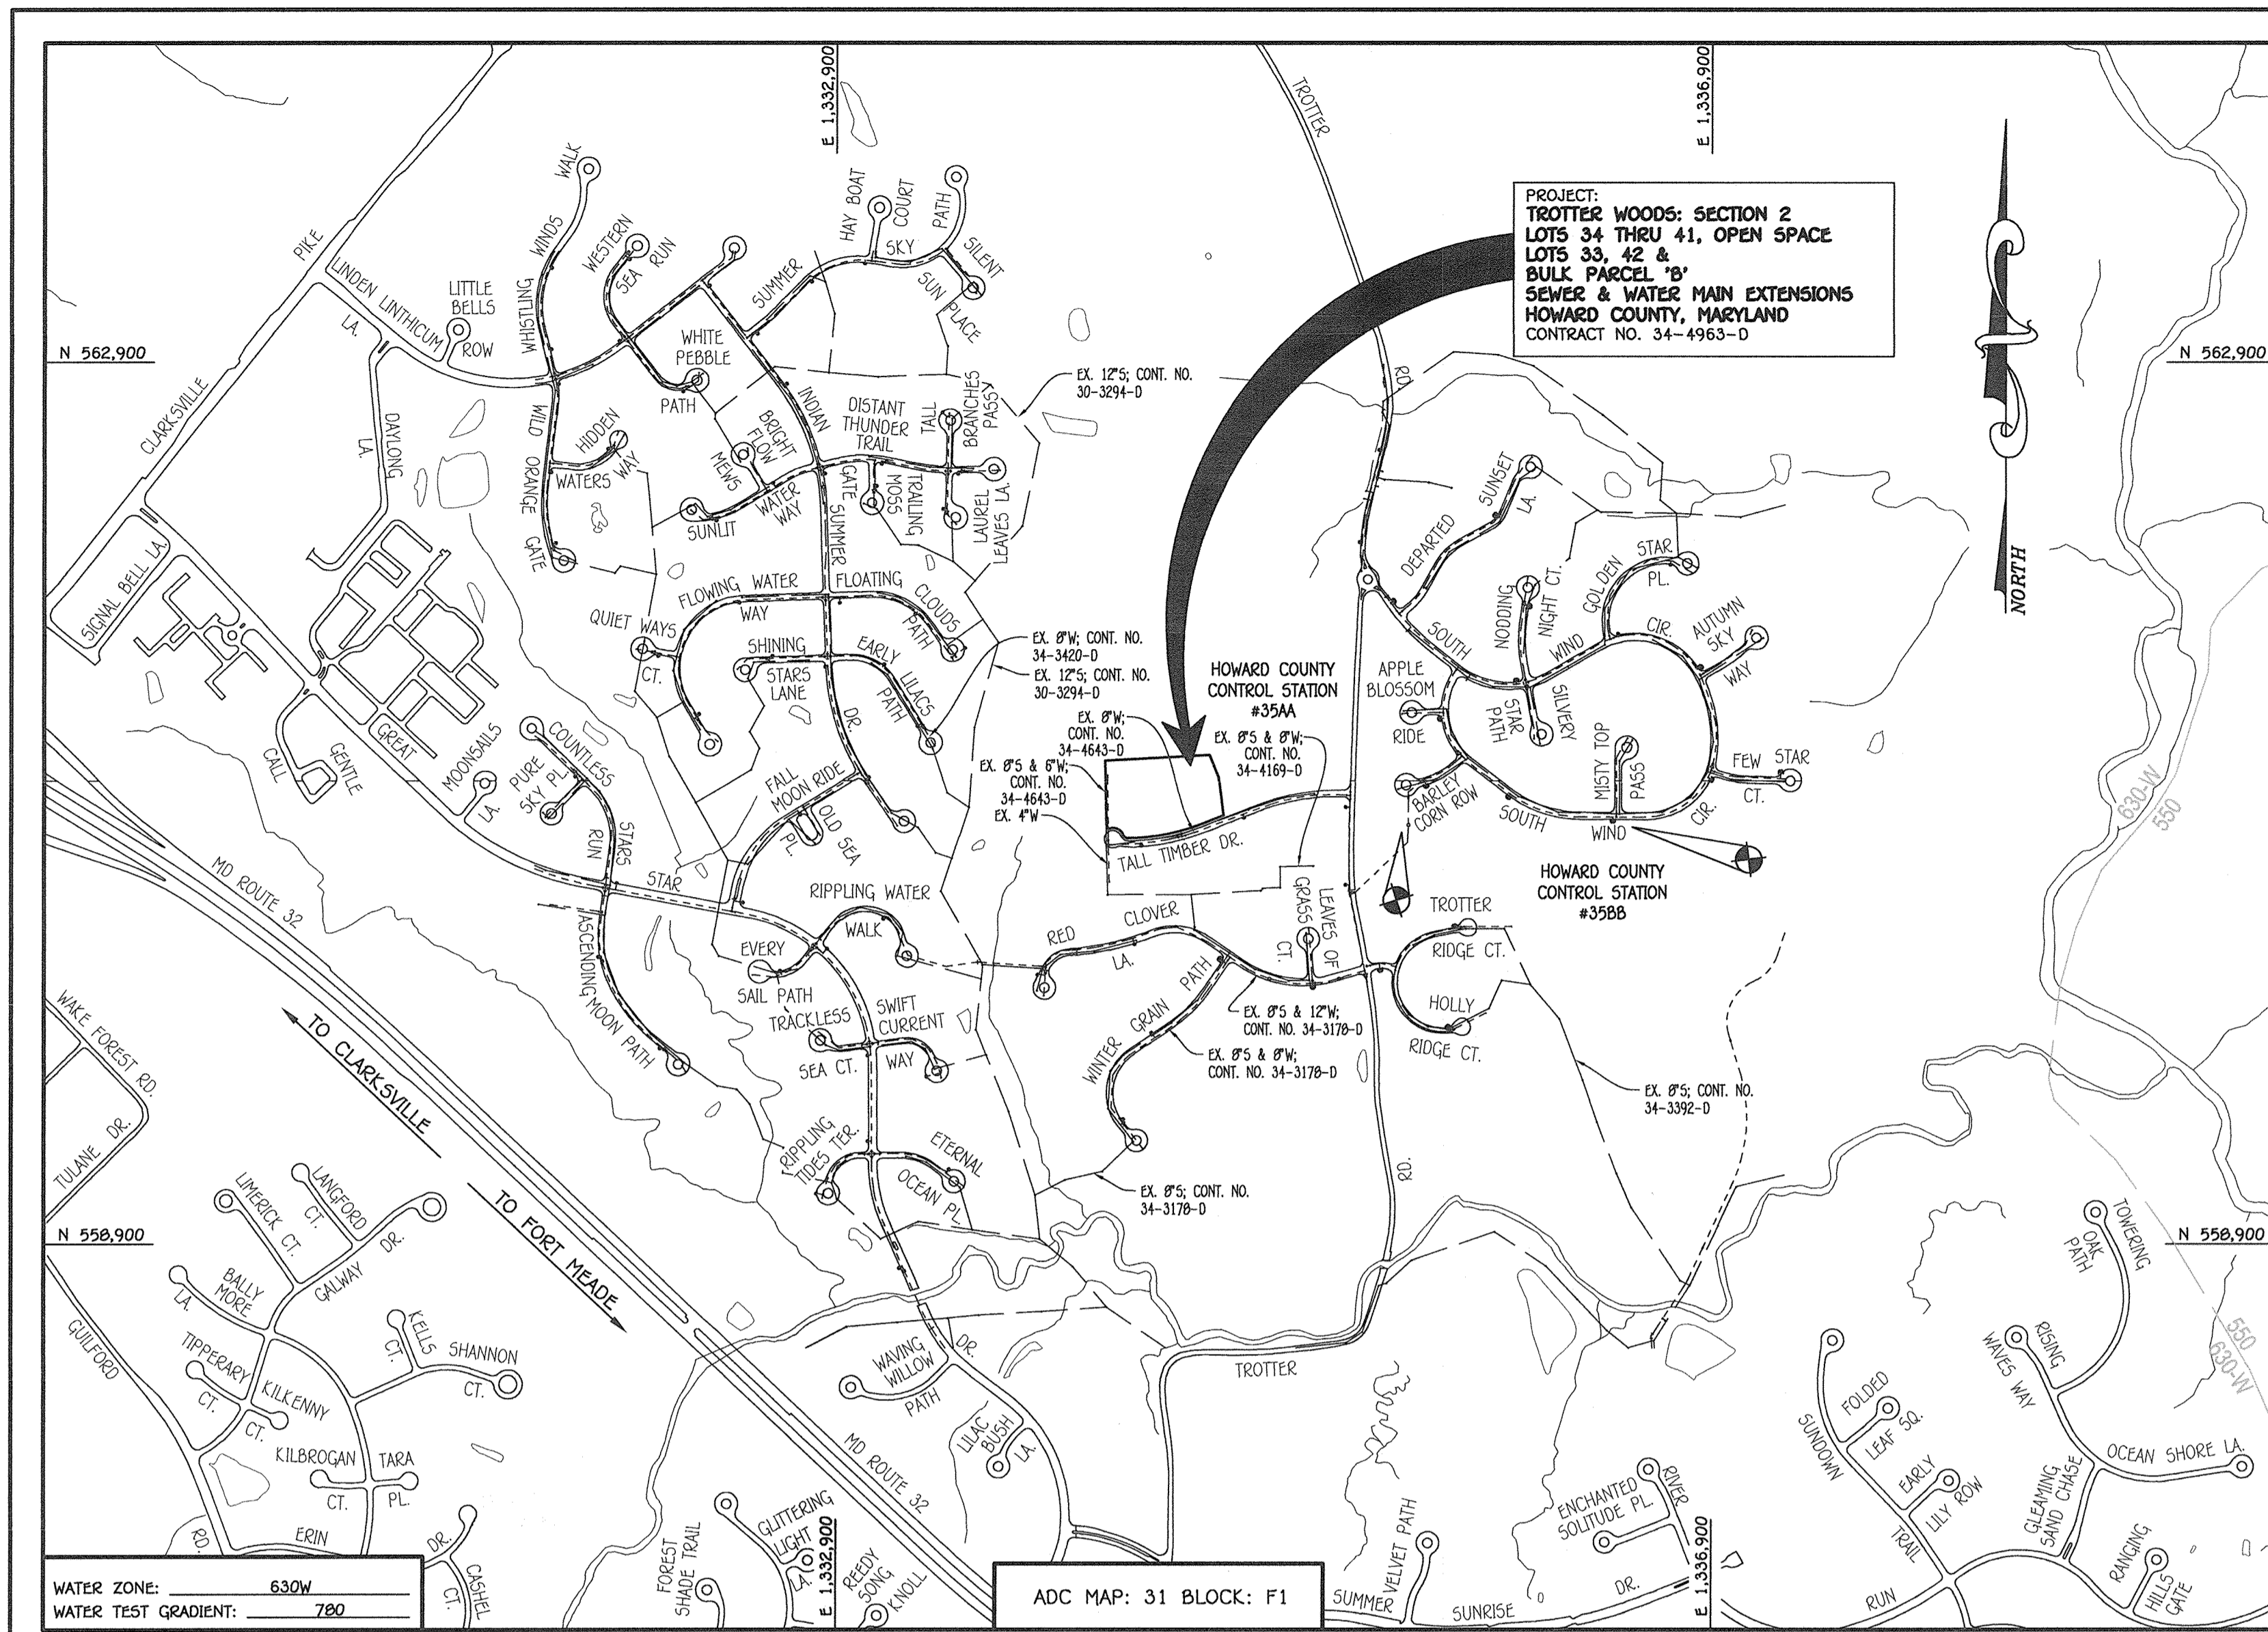 E 1,332,900
E 1,336,900
TROTTER
PROJECT:
TROTTER WOODS: SECTION 2
LOTS 34 THRU 41, OPEN SPACE
LOTS 33, 42 &
BULK PARCEL 'B'
SEWER & WATER MAIN EXTENSIONS
HOWARD COUNTY, MARYLAND
CONTRACT NO. 34-4963-D
NORTH
N 562,900
N 562,900
PIKE
CLARKSVILLE
LINDEN LINTHICUM
LA.
LITTLE
BELLS
ROW
WHISTLING
WINDS
WALK
WESTERN
SEA RUN
WHITE
PEBBLE
PATH
SUMMER
SKY
PATH
HAY BOAT
COURT
SILENT
SUN PLACE
EX. 12"S; CONT. NO.
30-3294-D
RD.
DAYLONG
LA.
WILD
ORANGE
GATE
HIDDEN
WATERS WAY
INDIAN
BRIGHT
FLOW
MEWS
DISTANT
THUNDER
TRAIL
TALL
BRANCHES
PASSY
GATE
TRAILING
MOSS
LAUREL
LEAVES LA.
SUNLIT
WATER
WAY
SUMMER
SIGNAL BELL LA.
QUIET WAYS
CT.
FLOWING WATER
WAY
FLOATING
CLOUDS
PATH
SHINING
STARS
LANE
EARLY
LILACS
PATH
DR.
EX. 8"W; CONT. NO.
34-3420-D
EX. 12"S; CONT. NO.
30-3294-D
EX. 8"W;
CONT. NO.
34-4643-D
EX. 8"S & 6"W;
CONT. NO.
34-4643-D
EX. 4"W
HOWARD COUNTY
CONTROL STATION
#35AA
EX. 8"S & 8"W;
CONT. NO.
34-4169-D
TALL TIMBER DR.
DEPARTED
SUNSET
LA.
SOUTH
WIND
CIR.
NODDING
NIGHT CT.
GOLDEN
STAR
PL.
AUTUMN
SKY
WAY
APPLE
BLOSSOM
RIDE
SILVERY
STAR
PATH
MISTY TOP
PASS
FEW STAR
CT.
BARLEY
CORN ROW
SOUTH
WIND
CIR.
HOWARD COUNTY
CONTROL STATION
#35BB
630-W
550
GREAT
CALL
GENTLE
MOONSAILS
LA.
COUNTLESS
STARS
RUN
PURE
SKY PL.
STAR
FALL
MOON RIDE
OLD SEA
PL.
ASCENDING MOON PATH
RIPPLING WATER
WALK
EVERY
SAIL PATH
TRACKLESS
SEA CT.
SWIFT
CURRENT
WAY
RED
CLOVER
LA.
LEAVES OF
GRASS
CT.
WINTER
GRAIN
PATH
TROTTER
RIDGE CT.
HOLLY
RIDGE CT.
EX. 8"S & 12"W;
CONT. NO. 34-3178-D
EX. 8"S & 8"W;
CONT. NO. 34-3178-D
EX. 8"S; CONT. NO.
34-3392-D
EX. 8"S; CONT. NO.
34-3178-D
RIPPLING
TIDES TER.
ETERNAL
OCEAN PL.
RD.
MD ROUTE 32
TO CLARKSVILLE
TO FORT MEADE
WAKE FOREST RD.
TULANE DR.
N 558,900
N 558,900
LIMERICK CT.
LANGFORD
CT.
GALWAY
DR.
BALLY
MORE
LA.
KELLS
CT.
SHANNON
CT.
TIPPERARY
CT.
KILKENNY
CT.
KILBROGAN
CT.
TARA
PL.
GUILFORD
RD.
ERIN
DR.
CASHEL
CT.
WAVING
WILLOW
PATH
DR.
LILAC
BUSH
LA.
MD ROUTE 32
TROTTER
TOWERING
OAK
PATH
550
630-W
RISING
WAVES WAY
OCEAN SHORE LA.
GLEAMING
SAND CHASE
FOLDED
LEAF SQ.
EARLY
LILY ROW
SUNDOWN
TRAIL
RANGING
HILLS
GATE
RUN
RIVER
ENCHANTED
SOLITUDE PL.
SUMMER
VELVET PATH
SUNRISE
DR.
FOREST
SHADE TRAIL
GLITTERING
LIGHT
LA.
REEDY
SONG
KNOLL
E 1,332,900
E 1,336,900
WATER ZONE: 630W
WATER TEST GRADIENT: 780
ADC MAP: 31 BLOCK: F1